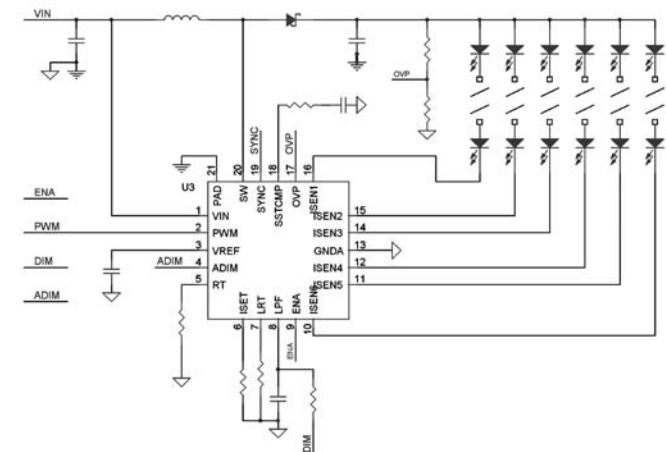 VIN
OVP
SYNC
OVP
21
20
19
18
17
16
U3
PAD
SW
SYNC
SSTCMP
OVP
ISEN1
ENA
1
VIN
ISEN2
15
PWM
2
PWM
ISEN3
14
3
VREF
GNDA
13
DIM
ADIM
4
ADIM
ISEN4
12
5
RT
ISEN5
11
ADIM
ISET
LRT
LPF
ENA
ISEN6
6
7
8
9
10
ENA
DIM